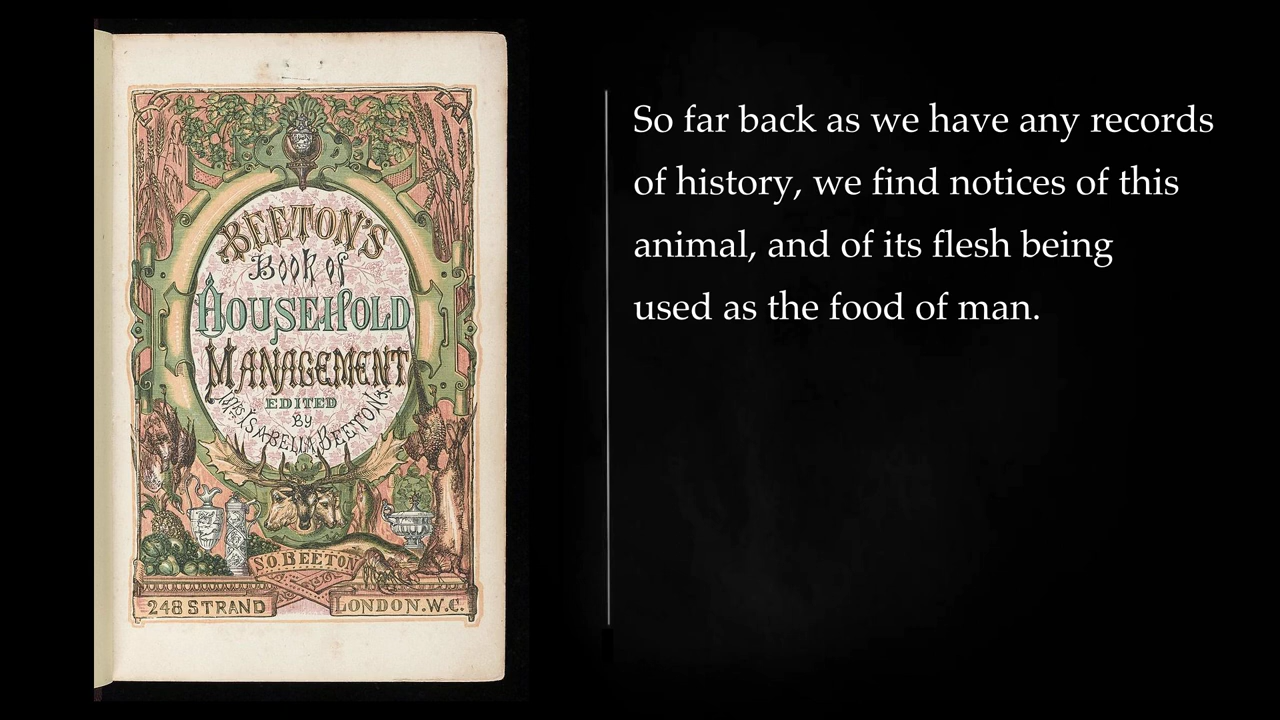 BEETON'S
Book of
HOUSEHOLD
MANAGEMENT
EDITED
BY
MRS ISABELLA BEETON
S.O. BEETON
248 STRAND
LONDON. W.C.
So far back as we have any records
of history, we find notices of this
animal, and of its flesh being
used as the food of man.